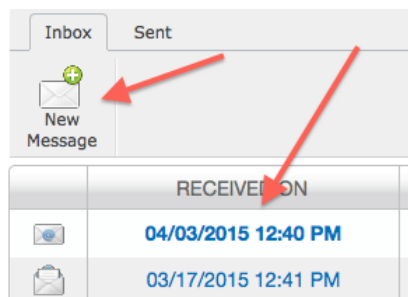 Inbox Sent
New
Message
RECEIVED ON
04/03/2015 12:40 PM
03/17/2015 12:41 PM